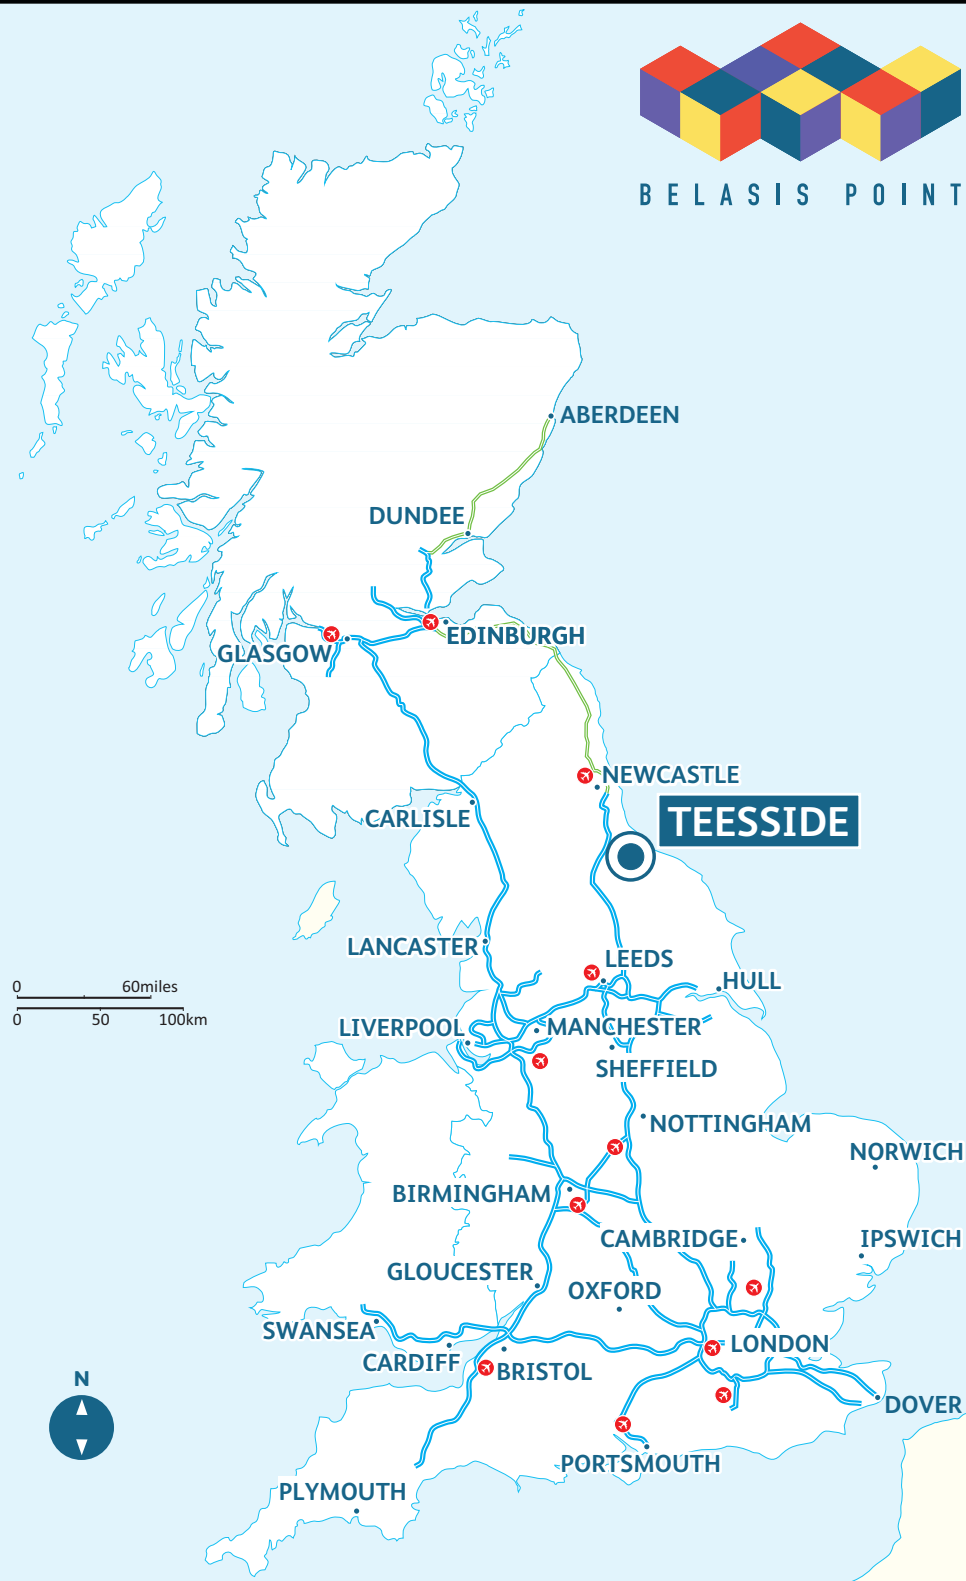 BELASIS POINT
ABERDEEN
DUNDEE
EDINBURGH
GLASGOW
NEWCASTLE
TEESSIDE
CARLISLE
LANCASTER
LEEDS
HULL
0 60miles
0 50 100km
LIVERPOOL
MANCHESTER
SHEFFIELD
NOTTINGHAM
NORWICH
BIRMINGHAM
CAMBRIDGE
IPSWICH
GLOUCESTER
OXFORD
SWANSEA
LONDON
CARDIFF
BRISTOL
N
DOVER
PORTSMOUTH
PLYMOUTH